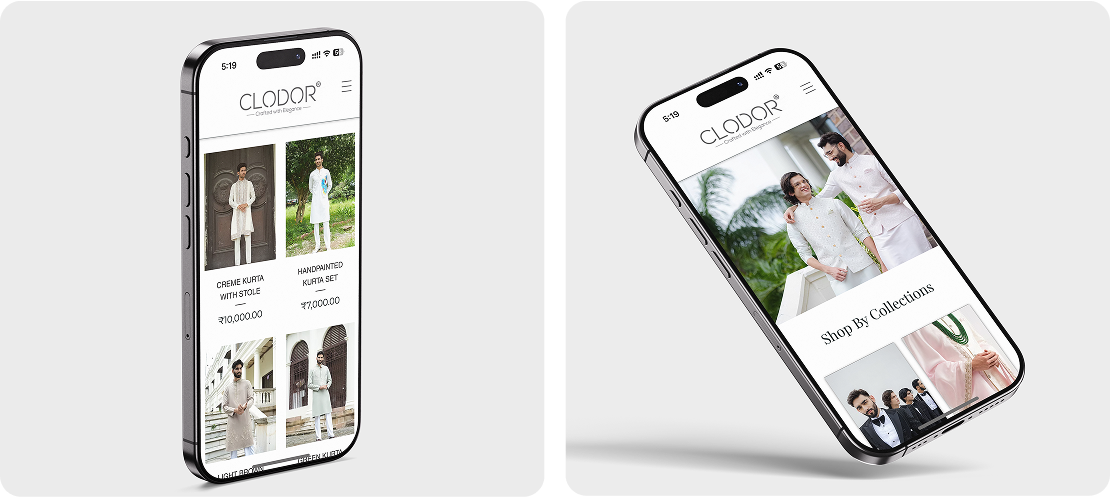 5:19
CLODOR®
Crafted with Elegance
CREME KURTA
WITH STOLE
₹10,000.00
HANDPAINTED
KURTA SET
₹7,000.00
LIGHT BROWN
GREEN KURTA
5:19
CLODOR®
Crafted with Elegance
Shop By Collections